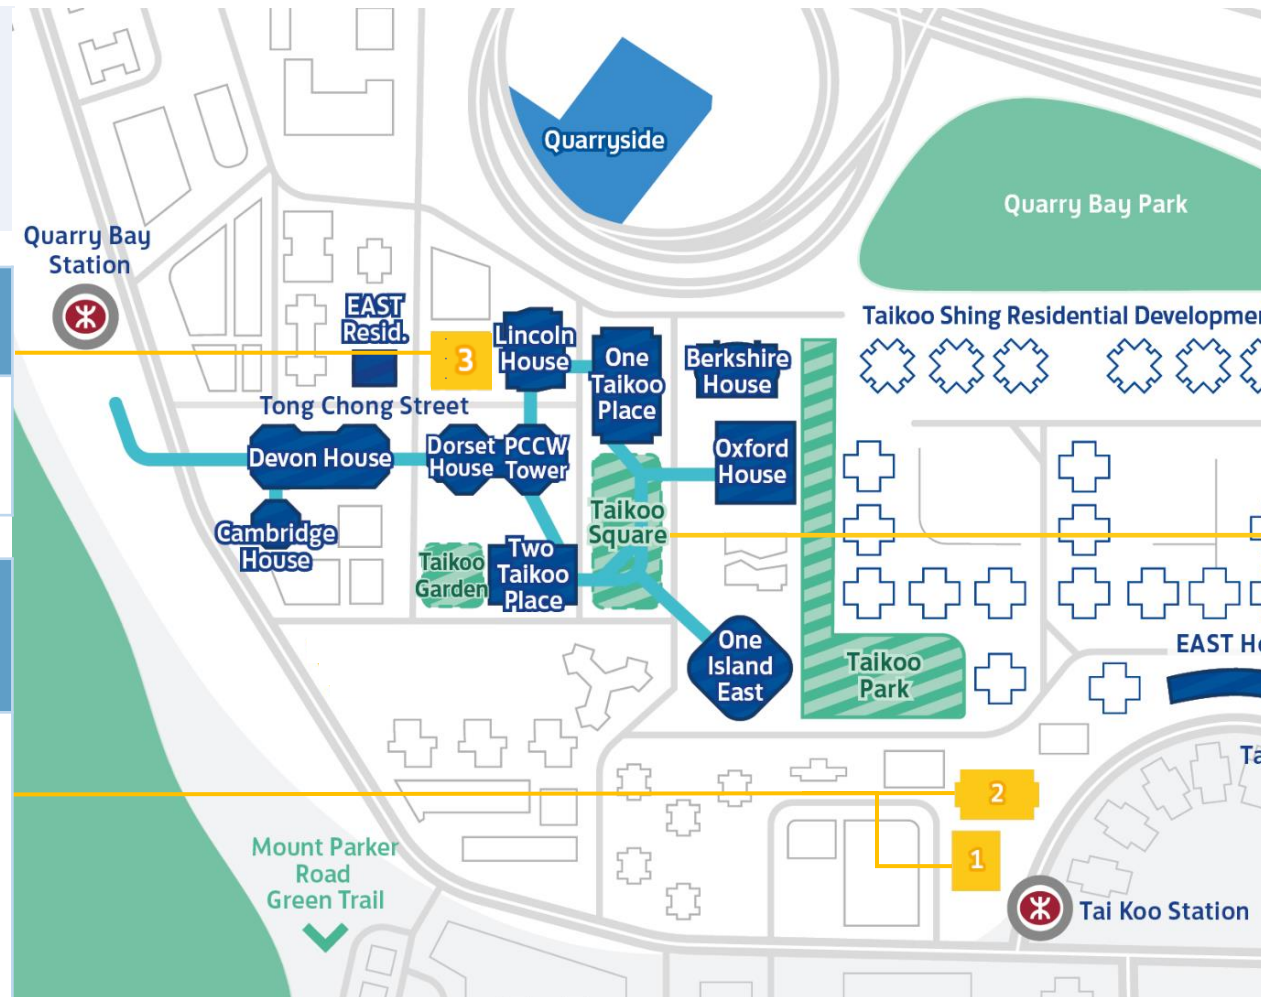 Quarryside
Quarry Bay Park
Quarry Bay
Station
EAST
Resid.
3
Lincoln
House
One
Taikoo
Place
Berkshire
House
Taikoo Shing Residential Developmen
Tong Chong Street
Devon House
Dorset
House
PCCW
Tower
Oxford
House
Cambridge
House
Taikoo
Garden
Two
Taikoo
Place
Taikoo
Square
One
Island
East
Taikoo
Park
EAST Ho
Ta
2
1
Mount Parker
Road
Green Trail
Tai Koo Station